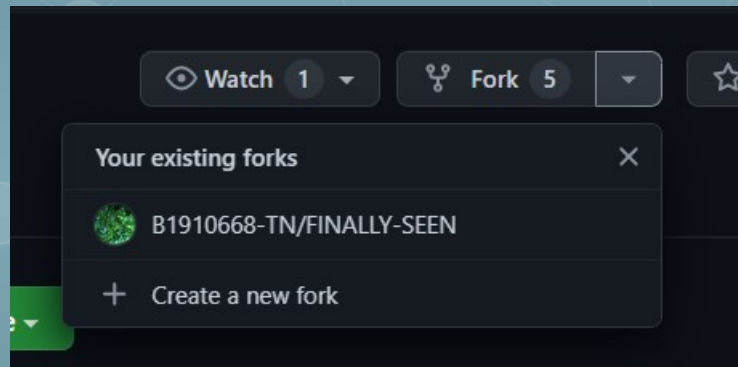 Watch 1
Fork 5
Your existing forks
B1910668-TN/FINALLY-SEEN
Create a new fork